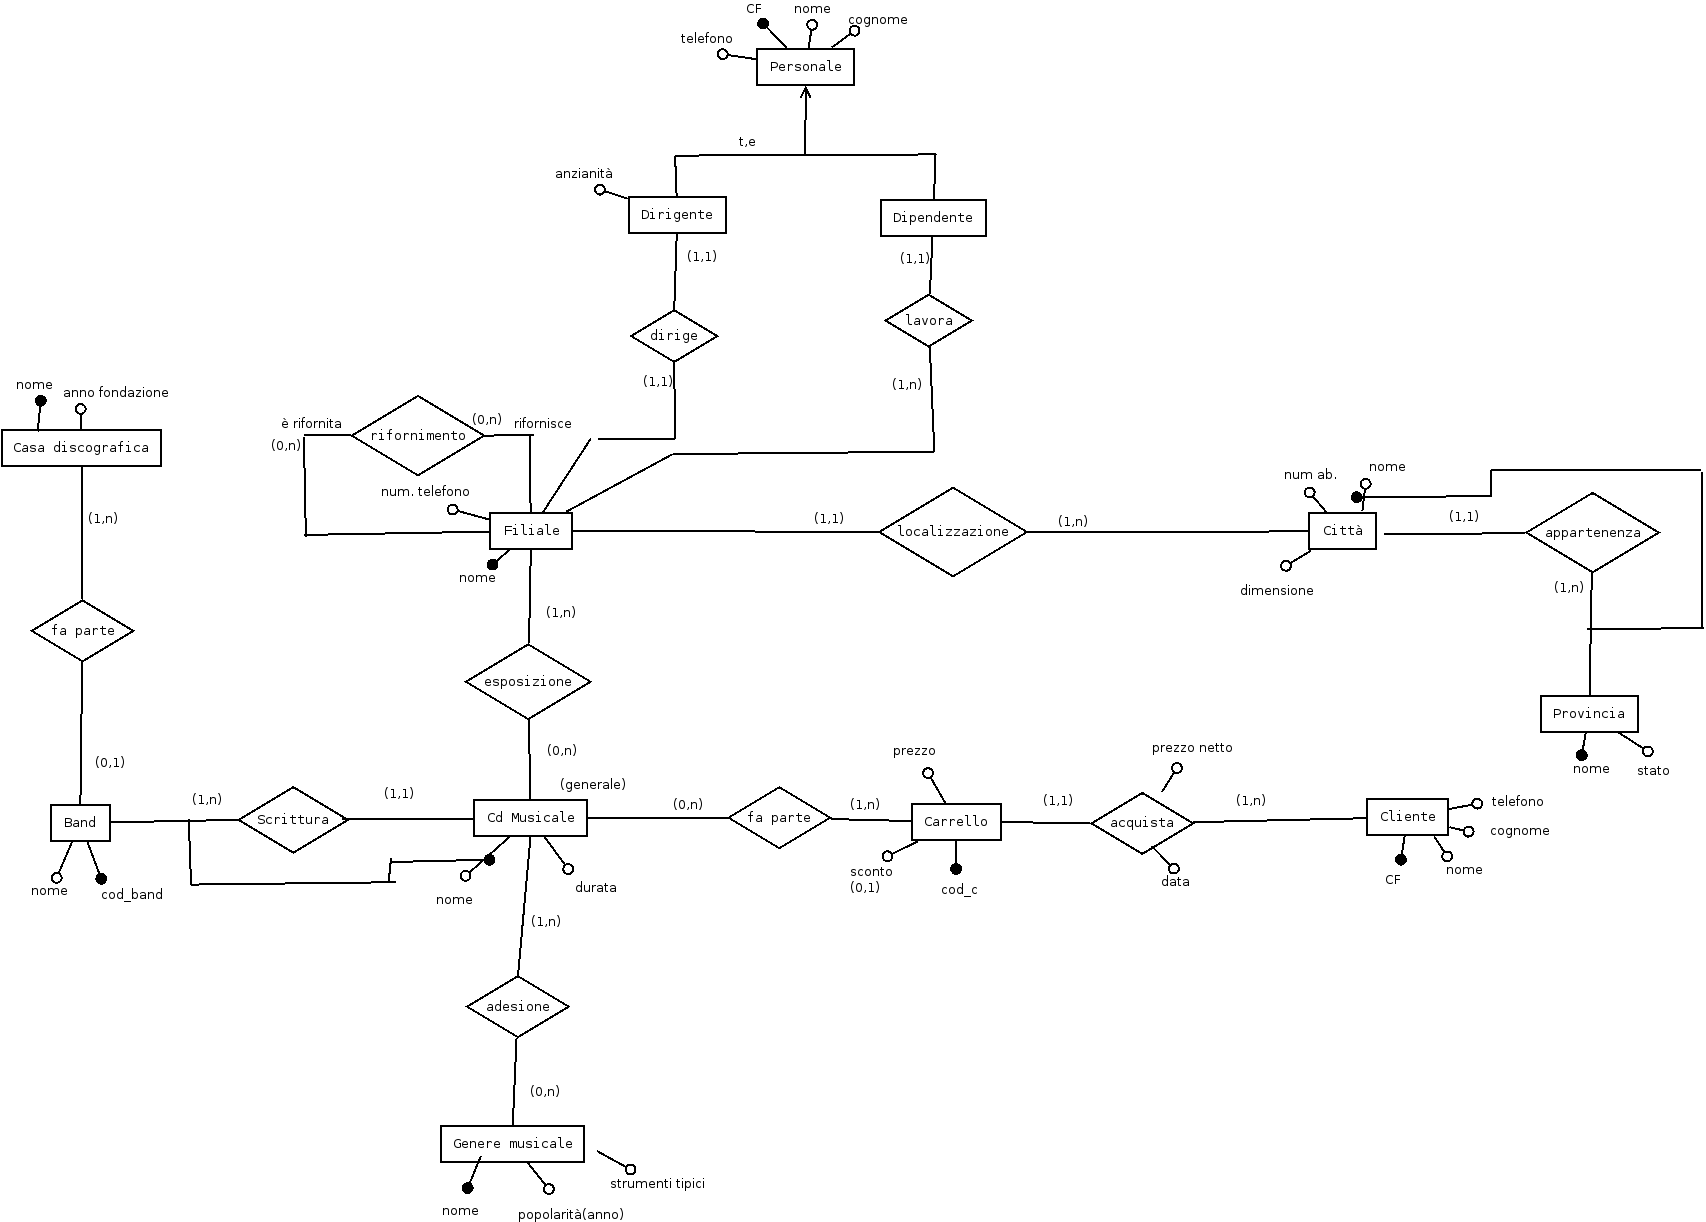 CF
nome
cognome
telefono
Personale
t,e
anzianità
Dirigente
Dipendente
(1,1)
(1,1)
dirige
lavora
(1,1)
(1,n)
nome
anno fondazione
Casa discografica
è rifornita
(0,n)
rifornimento
(0,n)
rifornisce
num. telefono
Filiale
nome
(1,1)
localizzazione
(1,n)
num ab.
nome
Città
dimensione
(1,1)
appartenenza
(1,n)
(1,n)
fa parte
(1,n)
esposizione
(0,n)
(0,1)
Provincia
nome
stato
(generale)
Band
nome
cod_band
(1,n)
Scrittura
(1,1)
Cd Musicale
nome
durata
(0,n)
fa parte
(1,n)
prezzo
Carrello
sconto
(0,1)
cod_c
(1,1)
prezzo netto
acquista
data
(1,n)
Cliente
telefono
cognome
nome
CF
(1,n)
adesione
(0,n)
Genere musicale
strumenti tipici
nome
popolarità(anno)